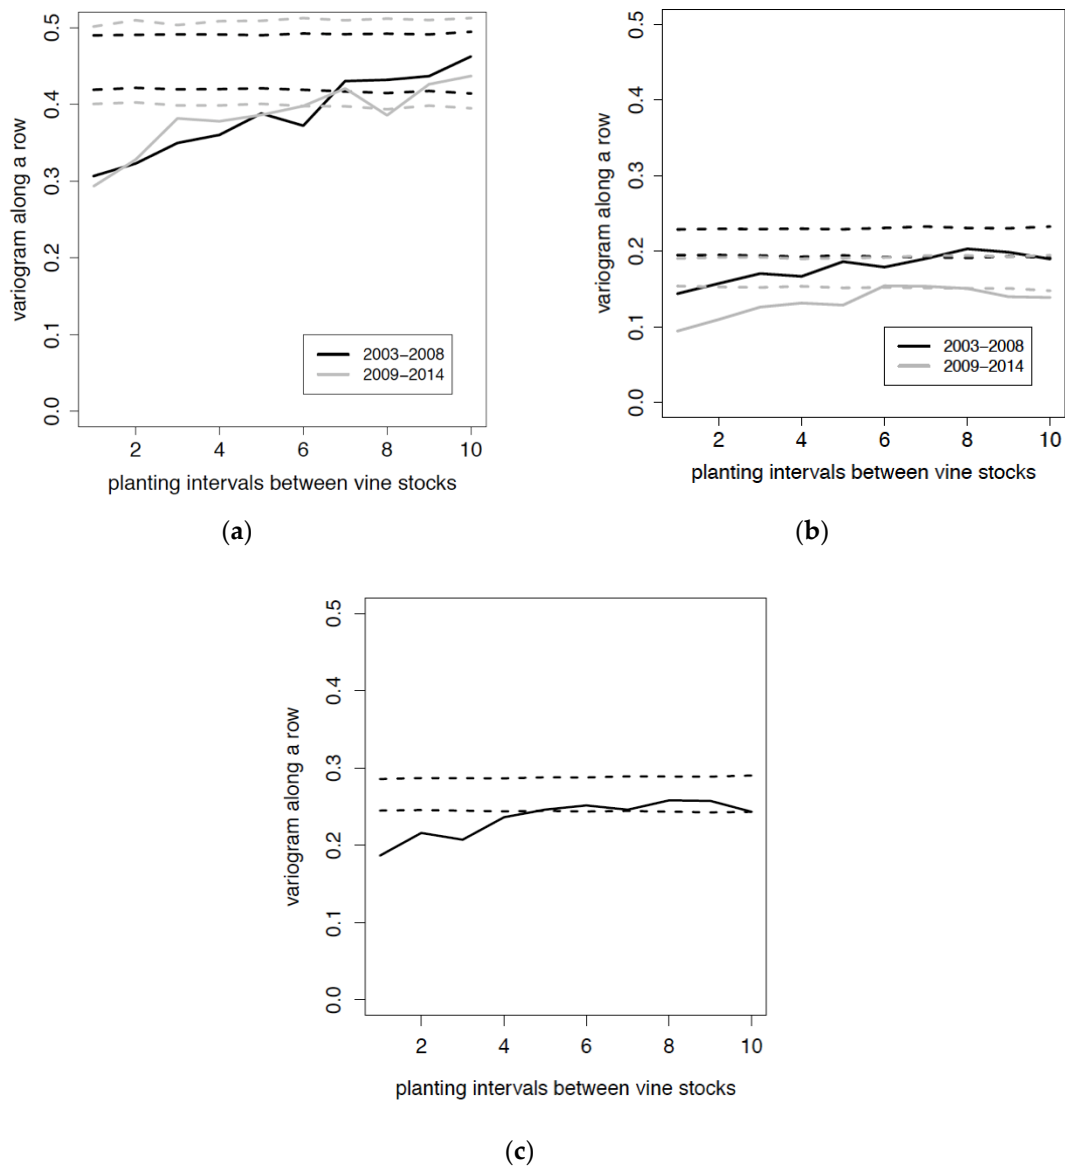 0.5
0.4
0.3
0.2
0.1
0.0
variogram along a row
2003–2008
2009–2014
2 4 6 8 10
planting intervals between vine stocks
(a)
0.5
0.4
0.3
0.2
0.1
0.0
variogram along a row
2003–2008
2009–2014
2 4 6 8 10
planting intervals between vine stocks
(b)
0.5
0.4
0.3
0.2
0.1
0.0
variogram along a row
2 4 6 8 10
planting intervals between vine stocks
(c)